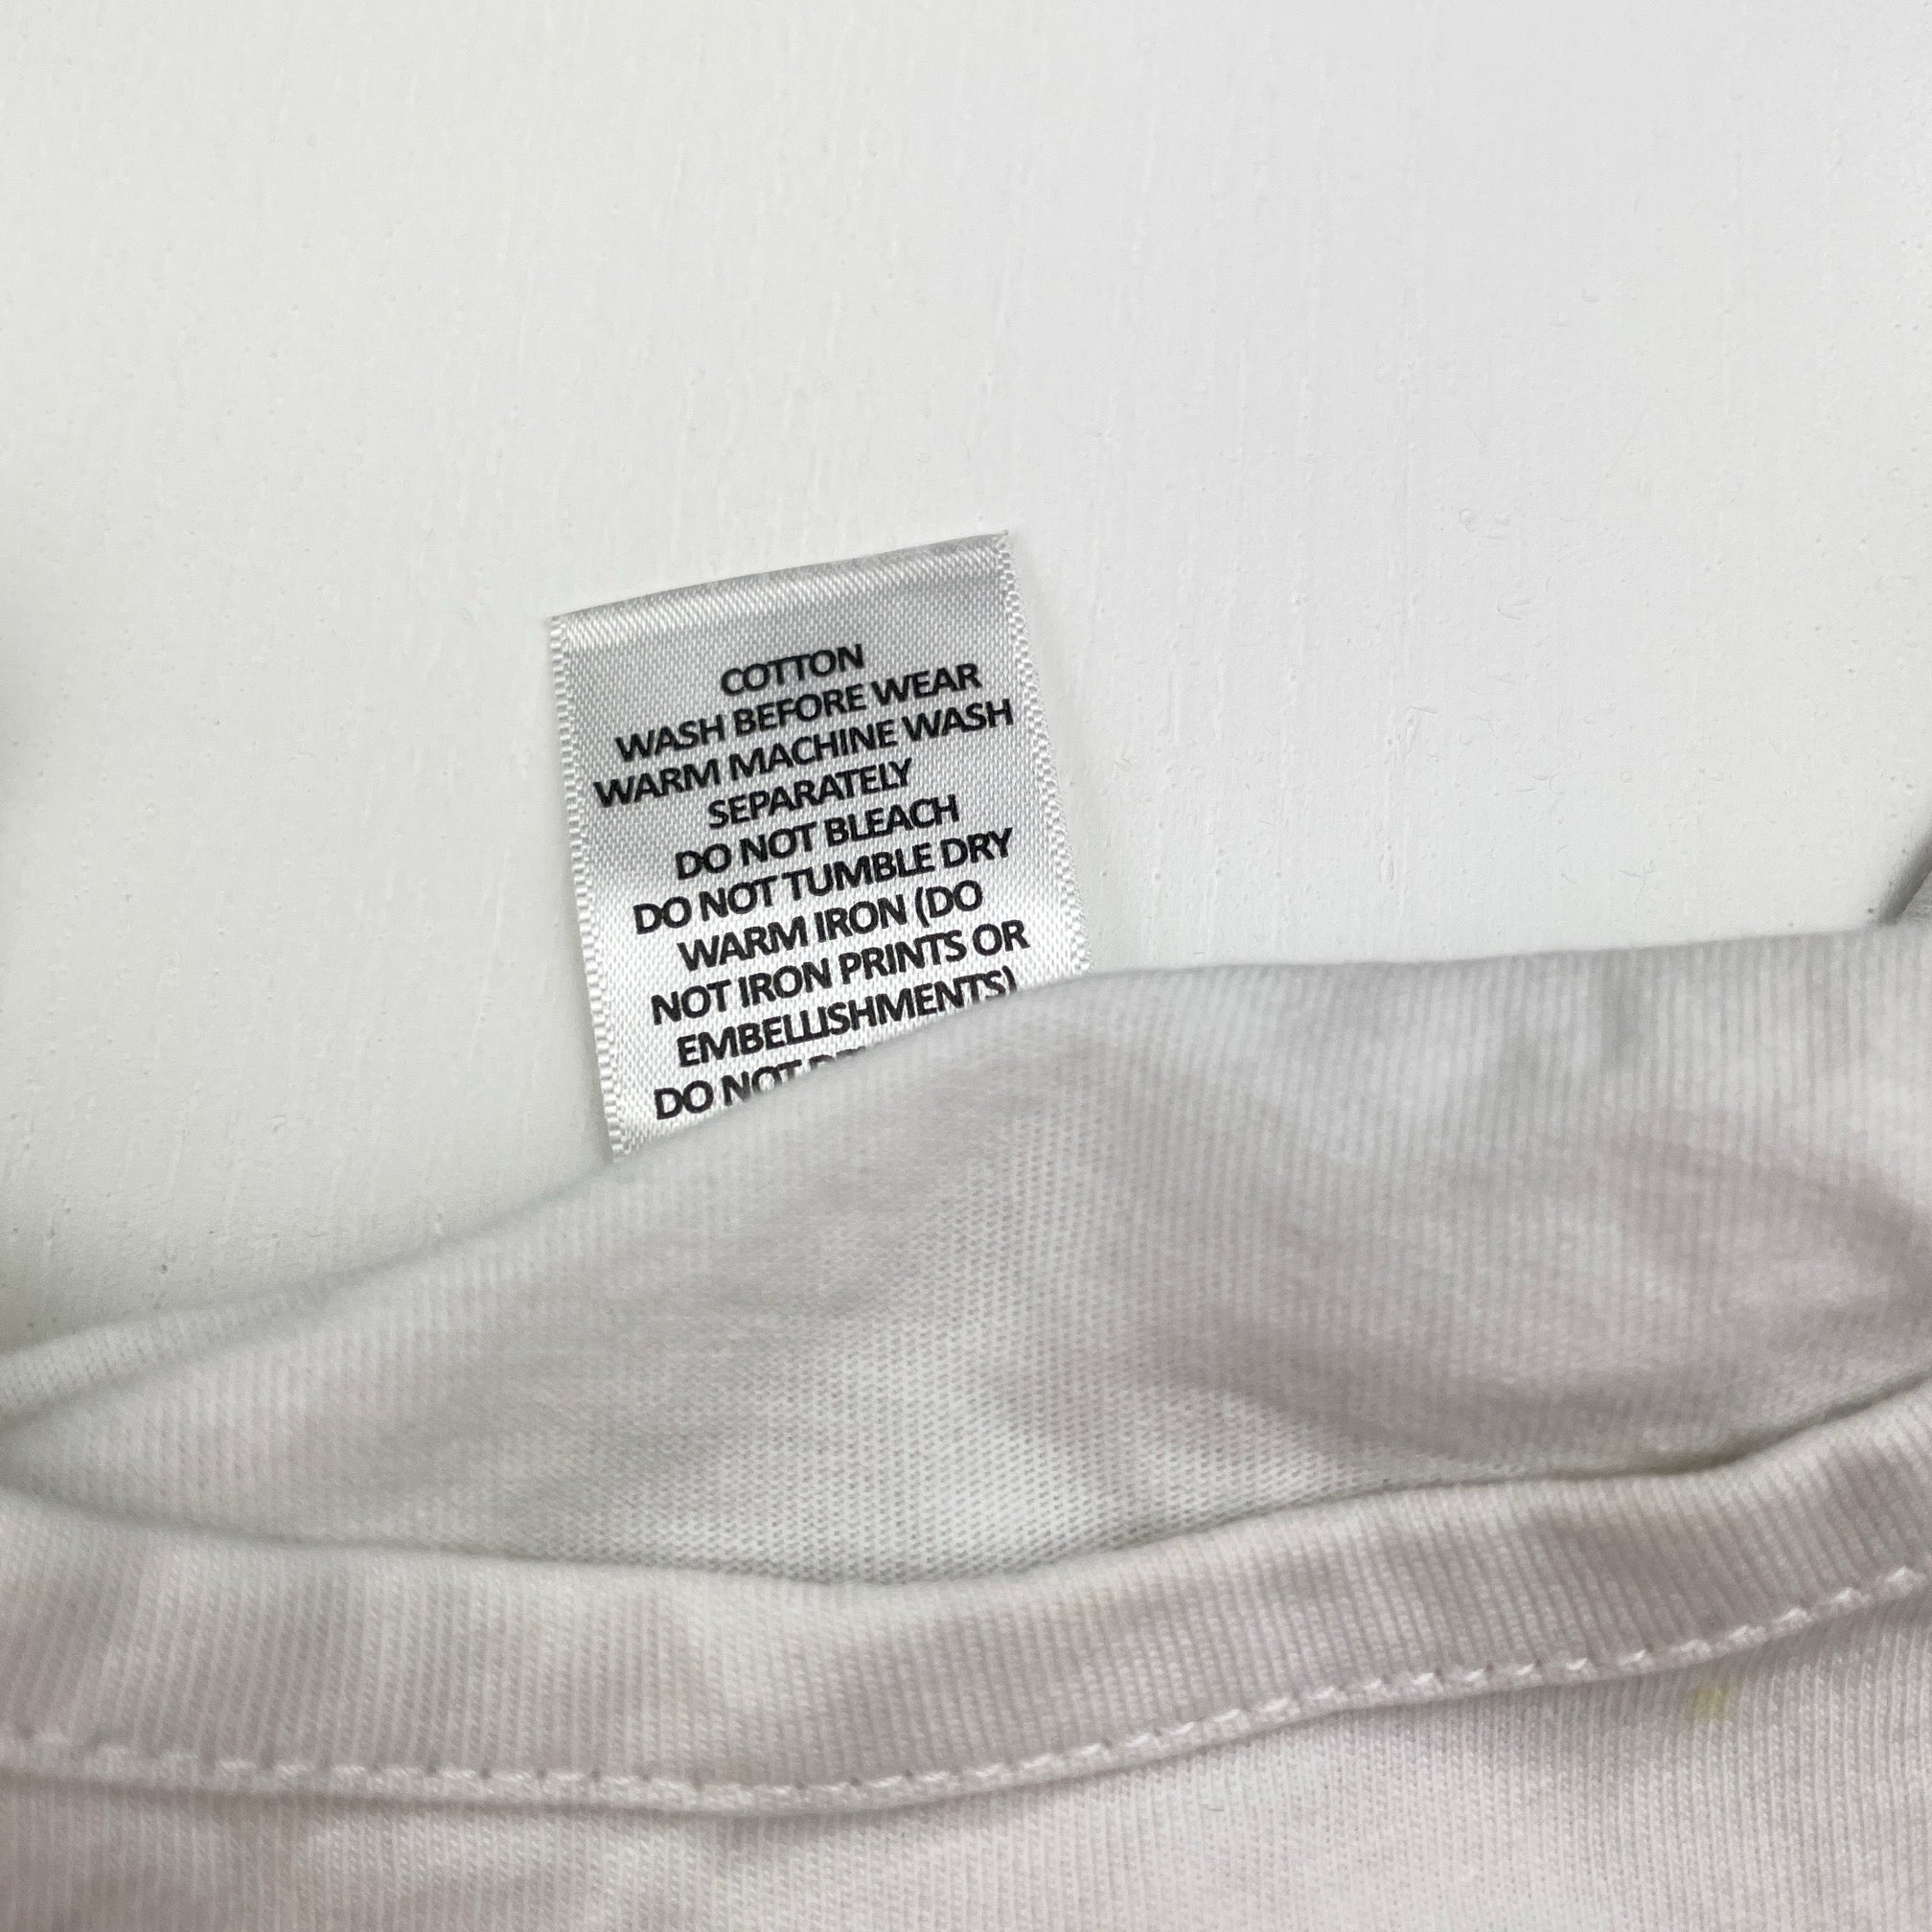 COTTON
WASH BEFORE WEAR
WARM MACHINE WASH
SEPARATELY
DO NOT BLEACH
DO NOT TUMBLE DRY
WARM IRON (DO
NOT IRON PRINTS OR
EMBELLISHMENTS)
DO NOT